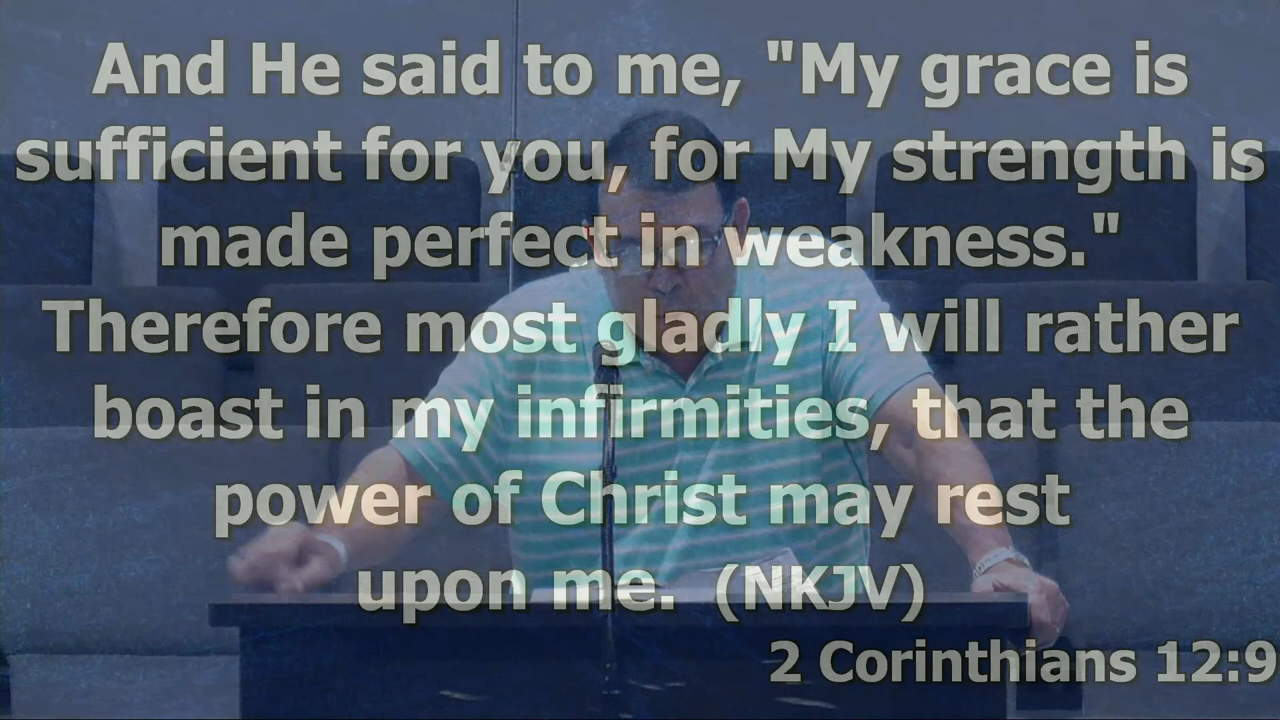 And He said to me, "My grace is
sufficient for you, for My strength is
made perfect in weakness."
Therefore most gladly I will rather
boast in my infirmities, that the
power of Christ may rest
upon me.  (NKJV)
2 Corinthians 12:9